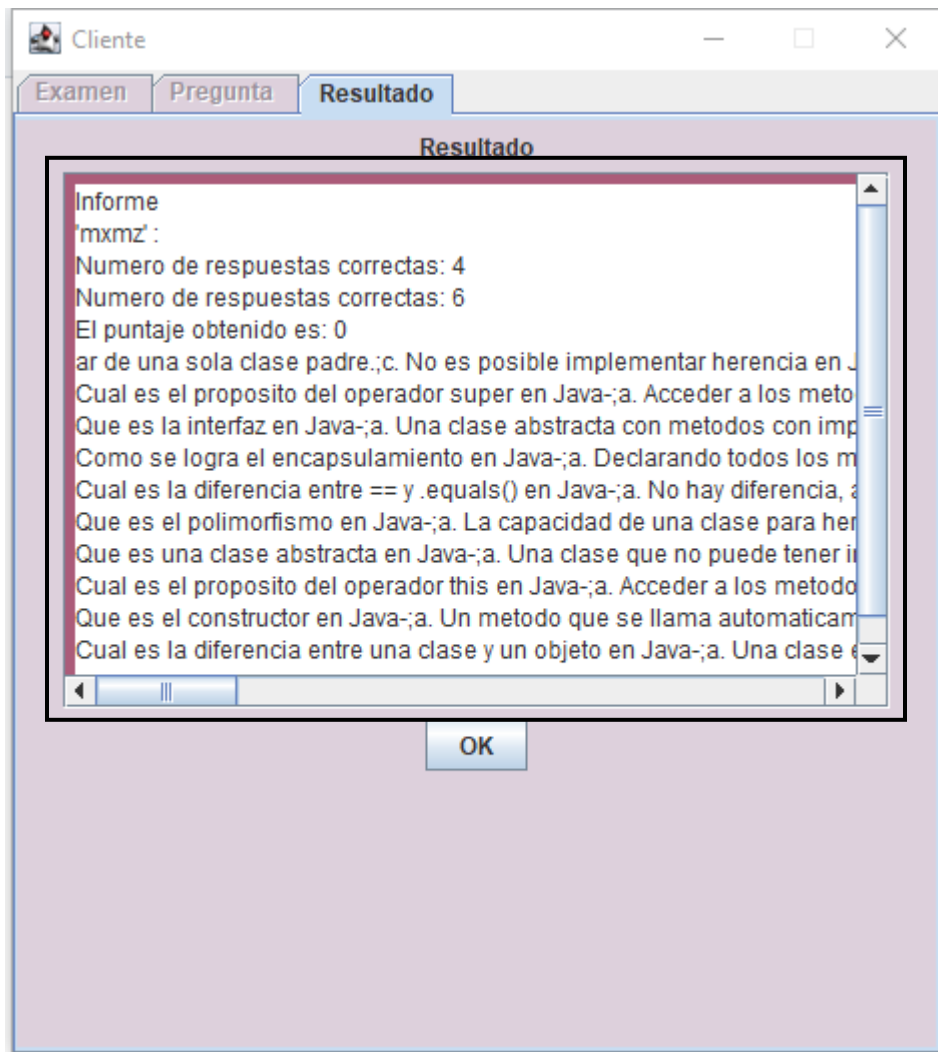 Cliente
Examen Pregunta Resultado
Resultado
Informe
'mxmz' :
Numero de respuestas correctas: 4
Numero de respuestas correctas: 6
El puntaje obtenido es: 0
ar de una sola clase padre.;c. No es posible implementar herencia en J
Cual es el proposito del operador super en Java-;a. Acceder a los meto
Que es la interfaz en Java-;a. Una clase abstracta con metodos con imp
Como se logra el encapsulamiento en Java-;a. Declarando todos los m
Cual es la diferencia entre == y .equals() en Java-;a. No hay diferencia, a
Que es el polimorfismo en Java-;a. La capacidad de una clase para her
Que es una clase abstracta en Java-;a. Una clase que no puede tener i
Cual es el proposito del operador this en Java-;a. Acceder a los metodo
Que es el constructor en Java-;a. Un metodo que se llama automaticam
Cual es la diferencia entre una clase y un objeto en Java-;a. Una clase e
OK